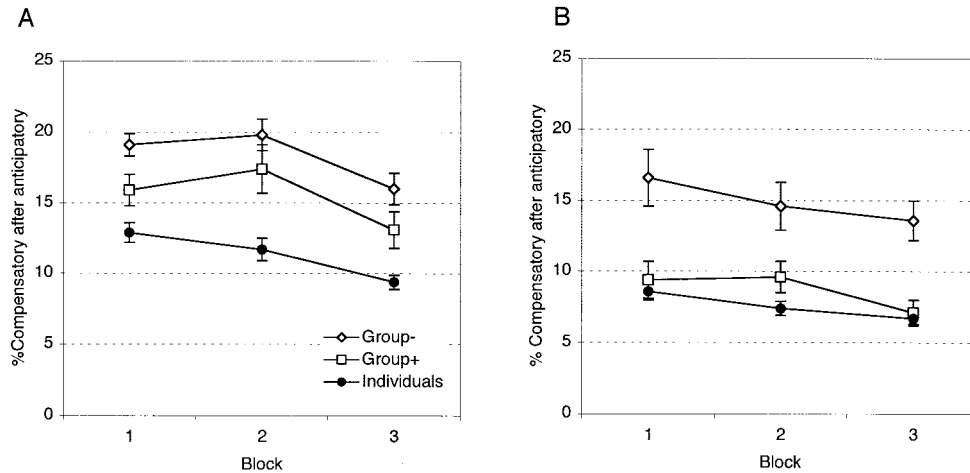 A
%Compensatory after anticipatory
25
20
15
10
5
0
Group-
Group+
Individuals
1 2 3
Block
B
% Compensatory after anticipatory
25
20
15
10
5
0
1 2 3
Block